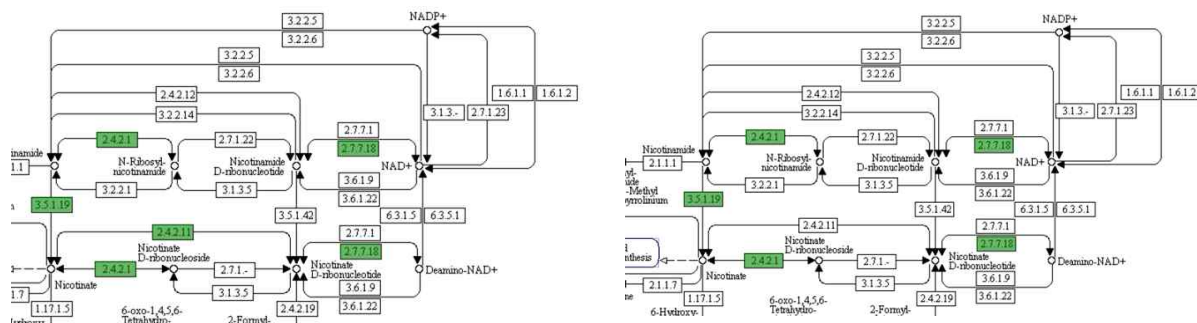 NADP+
3.2.2.5
3.2.2.6
3.2.2.5
3.2.2.6
2.4.2.12
1.6.1.1
1.6.1.2
3.2.2.14
3.1.3.-
2.7.1.23
2.4.2.1
2.7.1.22
2.7.7.1
2.7.7.18
inamide
1.1
N-Ribosyl-
nicotinamide
Nicotinamide
D-ribonucleotide
NAD+
3.2.2.1
3.1.3.5
3.6.1.9
3.6.1.22
3.5.1.19
3.5.1.42
6.3.1.5
6.3.5.1
2.4.2.11
2.7.7.1
2.7.7.18
Nicotinate
D-ribonucleoside
2.4.2.1
2.7.1.-
Nicotinate
D-ribonucleotide
Deamino-NAD+
1.7
Nicotinate
3.1.3.5
3.6.1.9
3.6.1.22
1.17.1.5
6-oxo-1,4,5,6-
Tetrahydro-
2.4.2.19
2-Formyl-
NADP+
3.2.2.5
3.2.2.6
3.2.2.5
3.2.2.6
2.4.2.12
1.6.1.1
1.6.1.2
3.2.2.14
3.1.3.-
2.7.1.23
2.4.2.1
2.7.1.22
2.7.7.1
2.7.7.18
Nicotinamide
2.1.1.1
N-Ribosyl-
nicotinamide
Nicotinamide
D-ribonucleotide
NAD+
3.2.2.1
3.1.3.5
3.6.1.9
3.6.1.22
yl-
mide
-Methyl
pyrrolinium
3.5.1.19
3.5.1.42
6.3.1.5
6.3.5.1
2.4.2.11
2.7.7.1
2.7.7.18
Nicotinate
D-ribonucleoside
nthesis
2.4.2.1
2.7.1.-
Nicotinate
D-ribonucleotide
Deamino-NAD+
2.1.1.7
Nicotinate
3.1.3.5
3.6.1.9
3.6.1.22
ne
1.17.1.5
6-Hydroxy-
6-oxo-1,4,5,6-
Tetrahydro-
2.4.2.19
2-Formyl-